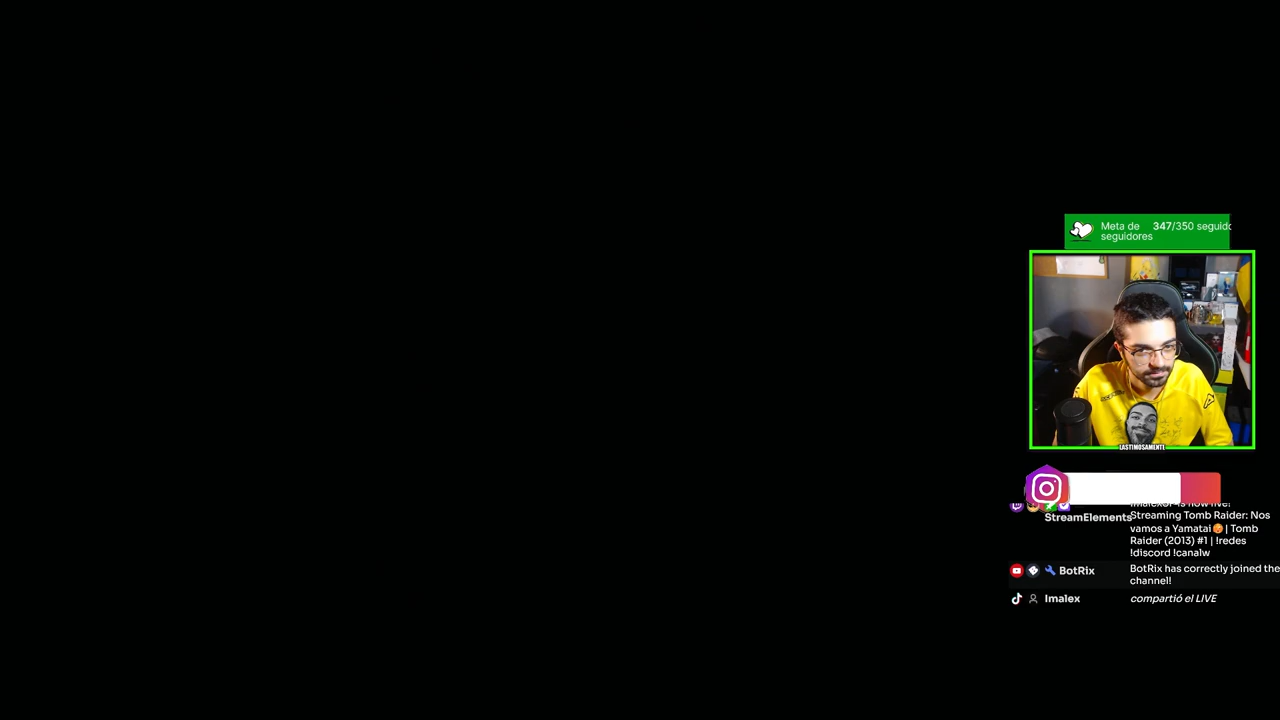 Meta de seguidores
347/350 seguido
LASTIMOSAMENTE
StreamElements
Streaming Tomb Raider: Nos
vamos a Yamatai | Tomb
Raider (2013) #1 | !redes
!discord !canalw
BotRix
BotRix has correctly joined the
channel!
Imalex
compartió el LIVE